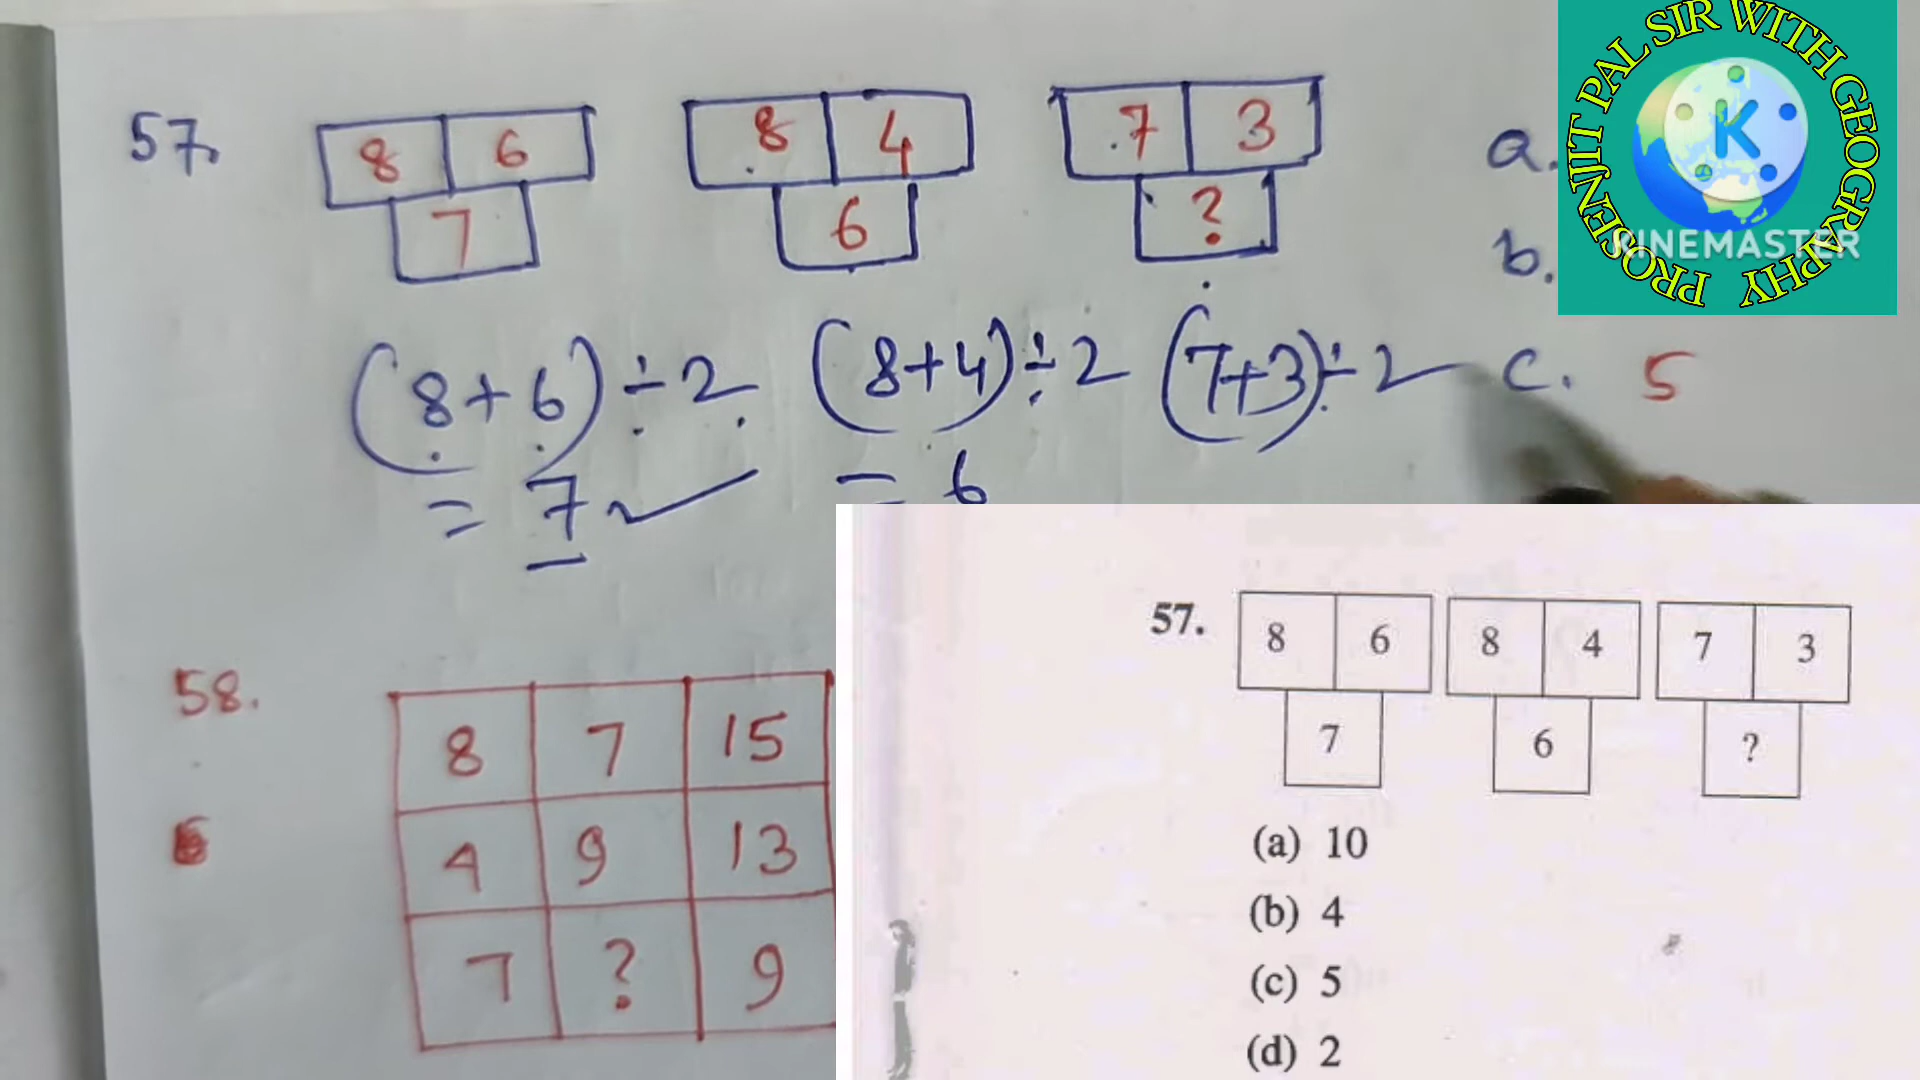 PROSENJIT PAL SIR WITH GEOGRAPHY
K
KINEMASTER
57. 8 6 8 4 7 3 a.
7 6 ? b.
(8+6)÷2 (8+4)÷2 (7+3)÷2 c. 5
= 7 = 6
58.
8 7 15
4 9 13
7 ? 9
57. 8 6 8 4 7 3
7 6 ?
(a) 10
(b) 4
(c) 5
(d) 2